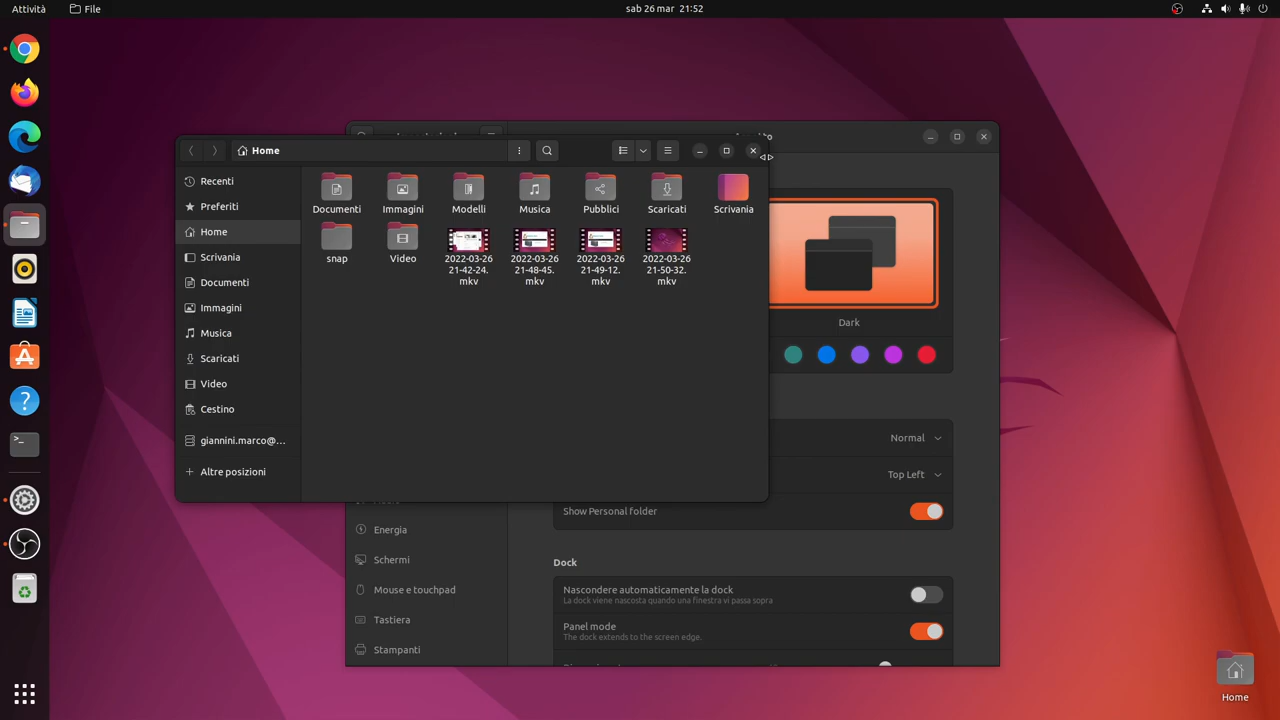 Attività
File
sab 26 mar 21:52
Home
Recenti
Preferiti
Home
Scrivania
Documenti
Immagini
Musica
Scaricati
Video
Cestino
giannini.marco@...
Altre posizioni
Documenti
Immagini
Modelli
Musica
Pubblici
Scaricati
Scrivania
snap
Video
2022-03-26
21-42-24.
mkv
2022-03-26
21-48-45.
mkv
2022-03-26
21-49-12.
mkv
2022-03-26
21-50-32.
mkv
Dark
Normal
Top Left
Show Personal folder
Energia
Schermi
Mouse e touchpad
Tastiera
Stampanti
Dock
Nascondere automaticamente la dock
La dock viene nascosta quando una finestra vi passa sopra
Panel mode
The dock extends to the screen edge.
Home